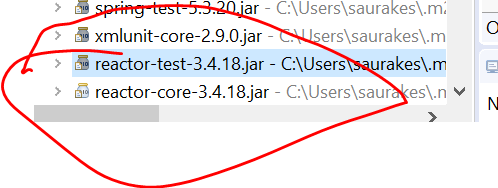 spring-test-5.3.20.jar - C:\Users\saurakes\.m2
xmlunit-core-2.9.0.jar - C:\Users\saurakes\.m
reactor-test-3.4.18.jar - C:\Users\saurakes\.m
reactor-core-3.4.18.jar - C:\Users\saurakes\.
O
N